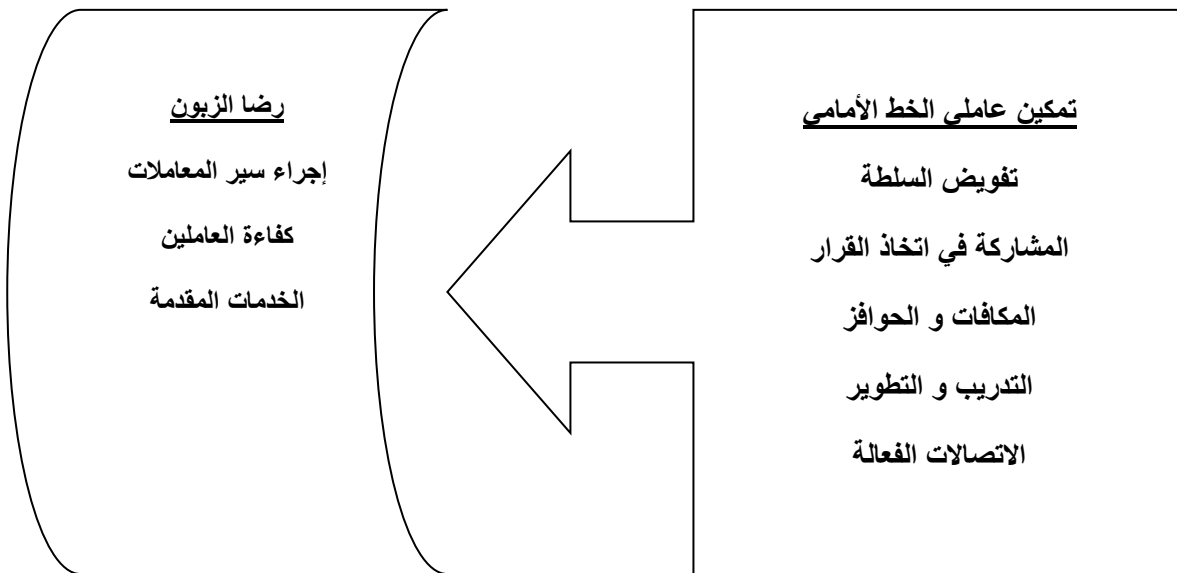 تمكين عاملي الخط الأمامي
تفويض السلطة
المشاركة في اتخاذ القرار
المكافات و الحوافز
التدريب و التطوير
الاتصالات الفعالة
رضا الزبون
إجراء سير المعاملات
كفاءة العاملين
الخدمات المقدمة